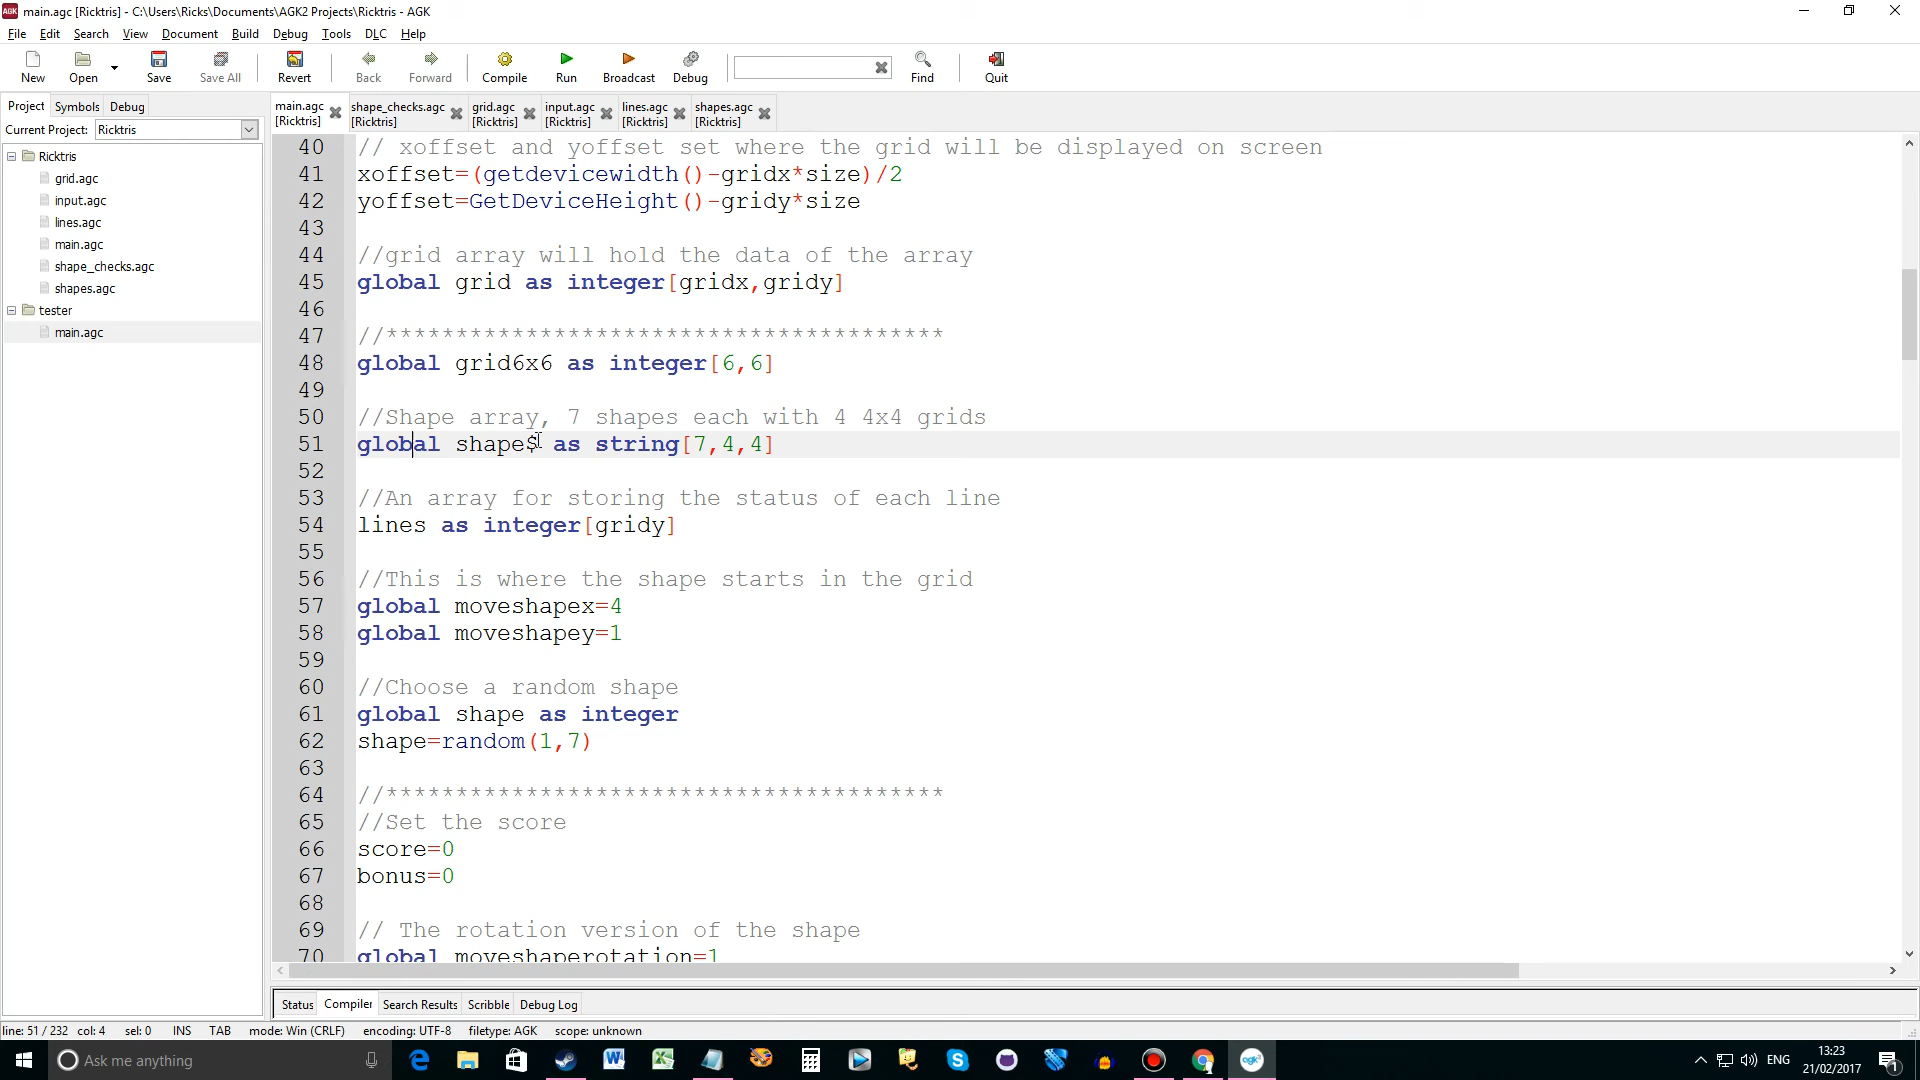 main.agc [Ricktris] - C:\Users\Ricks\Documents\AGK2 Projects\Ricktris - AGK
File Edit Search View Document Build Debug Tools DLC Help
New Open Save Save All Revert Back Forward Compile Run Broadcast Debug Find Quit
Project Symbols Debug
Current Project: Ricktris
Ricktris
grid.agc
input.agc
lines.agc
main.agc
shape_checks.agc
shapes.agc
tester
main.agc
main.agc [Ricktris]
shape_checks.agc [Ricktris]
grid.agc [Ricktris]
input.agc [Ricktris]
lines.agc [Ricktris]
shapes.agc [Ricktris]
40 // xoffset and yoffset set where the grid will be displayed on screen
41 xoffset=(getdevicewidth()-gridx*size)/2
42 yoffset=GetDeviceHeight()-gridy*size
43
44 //grid array will hold the data of the array
45 global grid as integer[gridx,gridy]
46
47 //****************************************
48 global grid6x6 as integer[6,6]
49
50 //Shape array, 7 shapes each with 4 4x4 grids
51 global shape$ as string[7,4,4]
52
53 //An array for storing the status of each line
54 lines as integer[gridy]
55
56 //This is where the shape starts in the grid
57 global moveshapex=4
58 global moveshapey=1
59
60 //Choose a random shape
61 global shape as integer
62 shape=random(1,7)
63
64 //****************************************
65 //Set the score
66 score=0
67 bonus=0
68
69 // The rotation version of the shape
70 global moveshaperotation=1
Status Compiler Search Results Scribble Debug Log
line: 51 / 232 col: 4 sel: 0 INS TAB mode: Win (CRLF) encoding: UTF-8 filetype: AGK scope: unknown
Ask me anything
ENG
13:23
21/02/2017
1